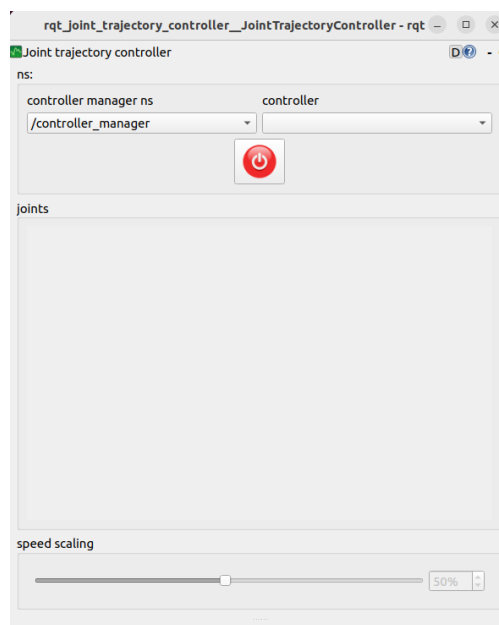 rqt_joint_trajectory_controller__JointTrajectoryController - rqt
Joint trajectory controller
D
?
-
ns:
controller manager ns
controller
/controller_manager
joints
speed scaling
50%